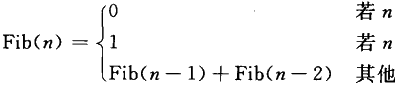 Fib(n) = { 0 若 n
1 若 n
Fib(n-1)+Fib(n-2) 其他